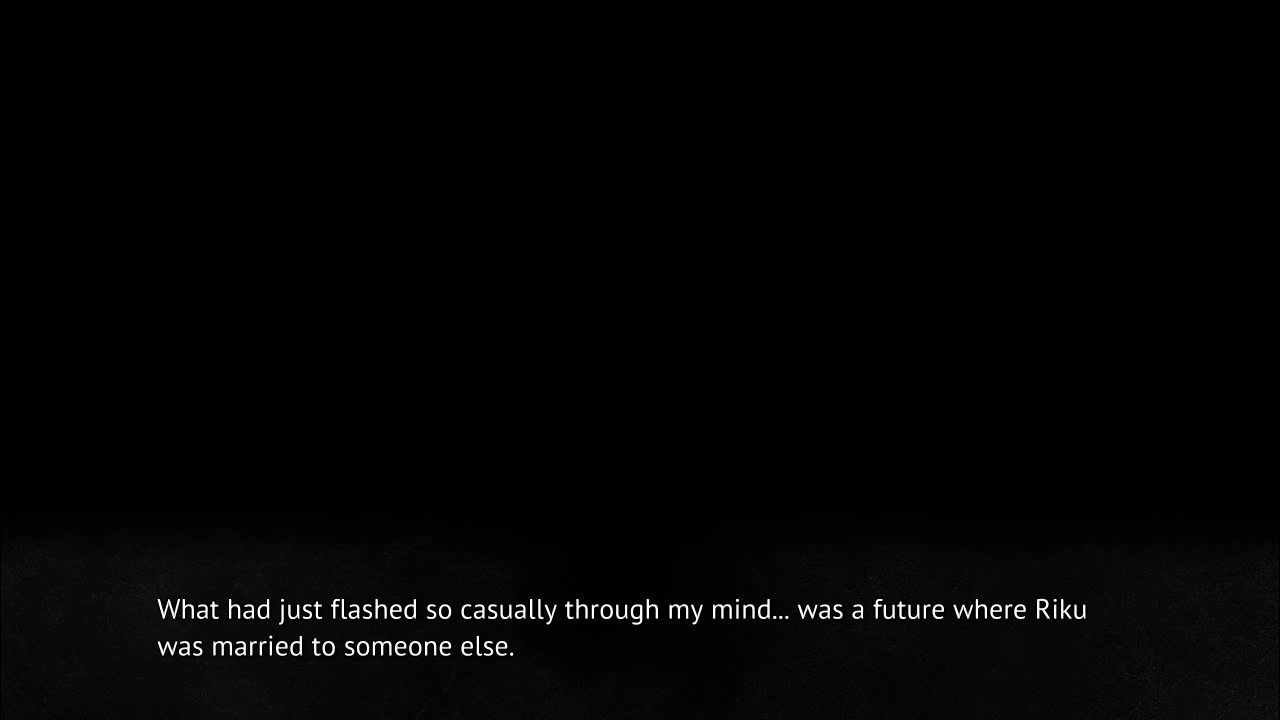 What had just flashed so casually through my mind... was a future where Riku
was married to someone else.